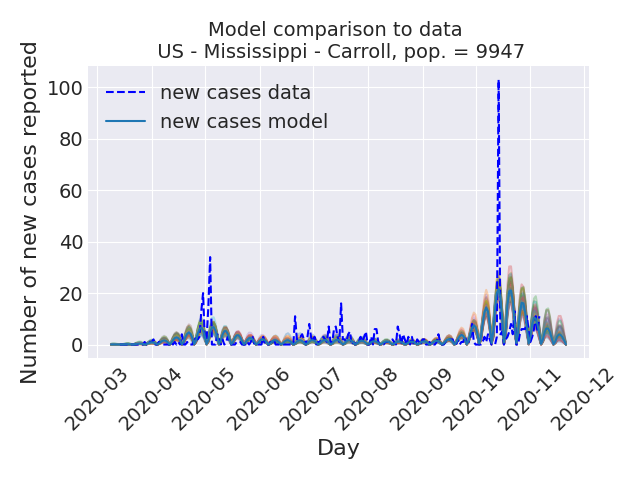 Model comparison to data
US - Mississippi - Carroll, pop. = 9947
Number of new cases reported
100
80
60
40
20
0
new cases data
new cases model
2020-03
2020-04
2020-05
2020-06
2020-07
2020-08
2020-09
2020-10
2020-11
2020-12
Day